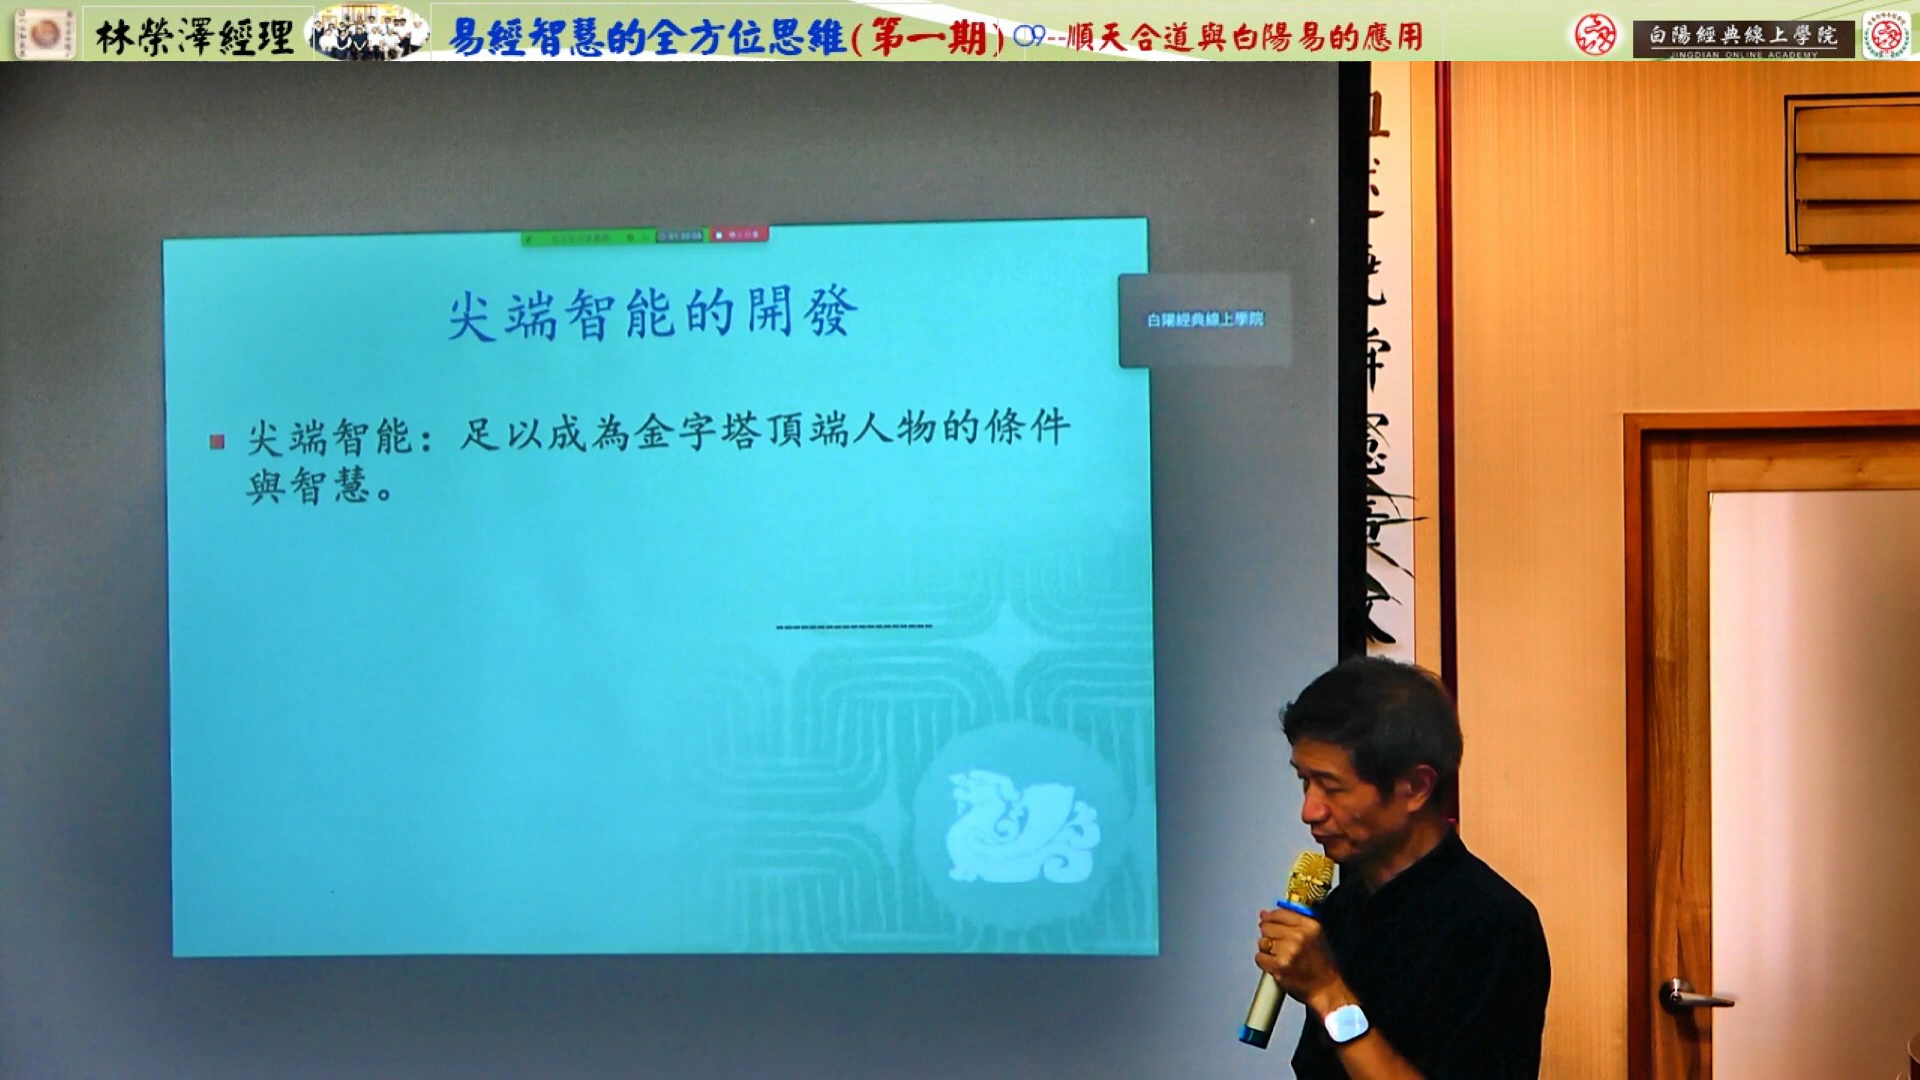 林榮澤經理
易經智慧的全方位思維(第一期)
09--順天合道與白陽易的應用
白陽經典線上學院
JINGDIAN ONLINE ACADEMY
尖端智能的開發
白陽經典線上學院
尖端智能：足以成為金字塔頂端人物的條件
與智慧。